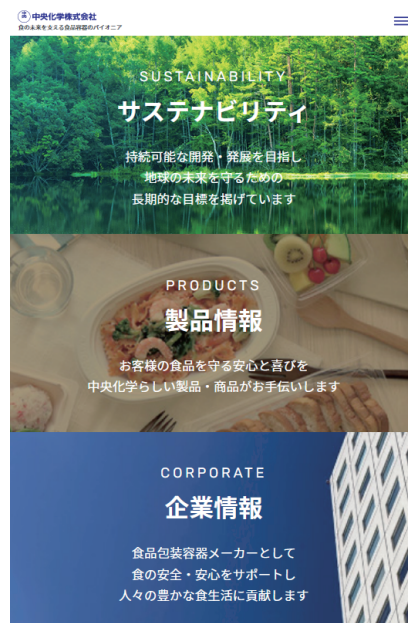 中央化学株式会社
食の未来を支える食品容器のパイオニア
SUSTAINABILITY
サステナビリティ
持続可能な開発・発展を目指し
地球の未来を守るための
長期的な目標を掲げています
PRODUCTS
製品情報
お客様の食品を守る安心と喜びを
中央化学らしい製品・商品がお手伝いします
CORPORATE
企業情報
食品包装容器メーカーとして
食の安全・安心をサポートし
人々の豊かな食生活に貢献します